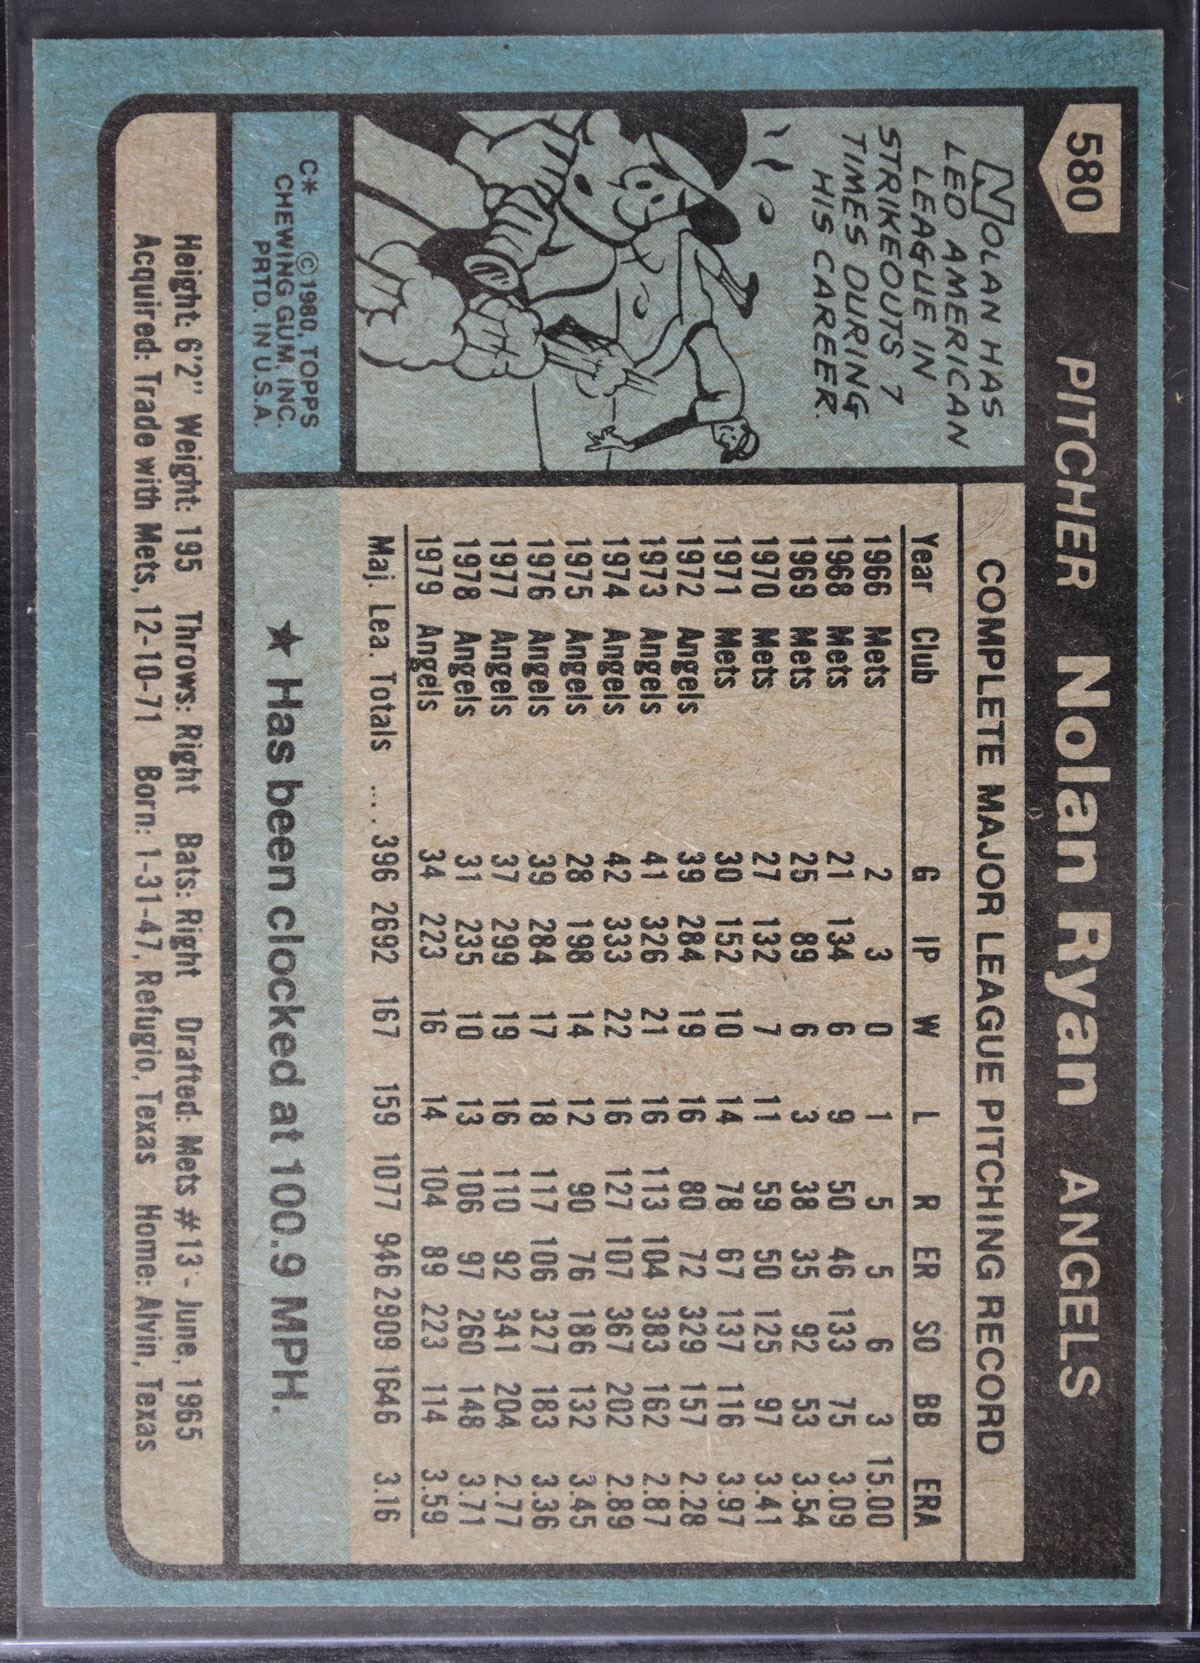 580 PITCHER Nolan Ryan ANGELS
NOLAN HAS
LED AMERICAN
LEAGUE IN
STRIKEOUTS 7
TIMES DURING
HIS CAREER.
C* © 1980, TOPPS
CHEWING GUM, INC.
PRTD. IN U.S.A.
COMPLETE MAJOR LEAGUE PITCHING RECORD
Year Club G IP W L R ER SO BB ERA
1966 Mets 2 3 0 1 5 5 6 3 15.00
1968 Mets 21 134 6 9 50 46 133 75 3.09
1969 Mets 25 89 6 3 38 35 92 53 3.54
1970 Mets 27 132 7 11 59 50 125 97 3.41
1971 Mets 30 152 10 14 78 67 137 116 3.97
1972 Angels 39 284 19 16 80 72 329 157 2.28
1973 Angels 41 326 21 16 113 104 383 162 2.87
1974 Angels 42 333 22 16 127 107 367 202 2.89
1975 Angels 28 198 14 12 90 76 186 132 3.45
1976 Angels 39 284 17 18 117 106 327 183 3.36
1977 Angels 37 299 19 16 110 92 341 204 2.77
1978 Angels 31 235 10 13 106 97 260 148 3.71
1979 Angels 34 223 16 14 104 89 223 114 3.59
Maj. Lea. Totals .... 396 2692 167 159 1077 946 2909 1646 3.16
★ Has been clocked at 100.9 MPH.
Height: 6'2" Weight: 195 Throws: Right Bats: Right Drafted: Mets #13 - June, 1965
Acquired: Trade with Mets, 12-10-71 Born: 1-31-47, Refugio, Texas Home: Alvin, Texas